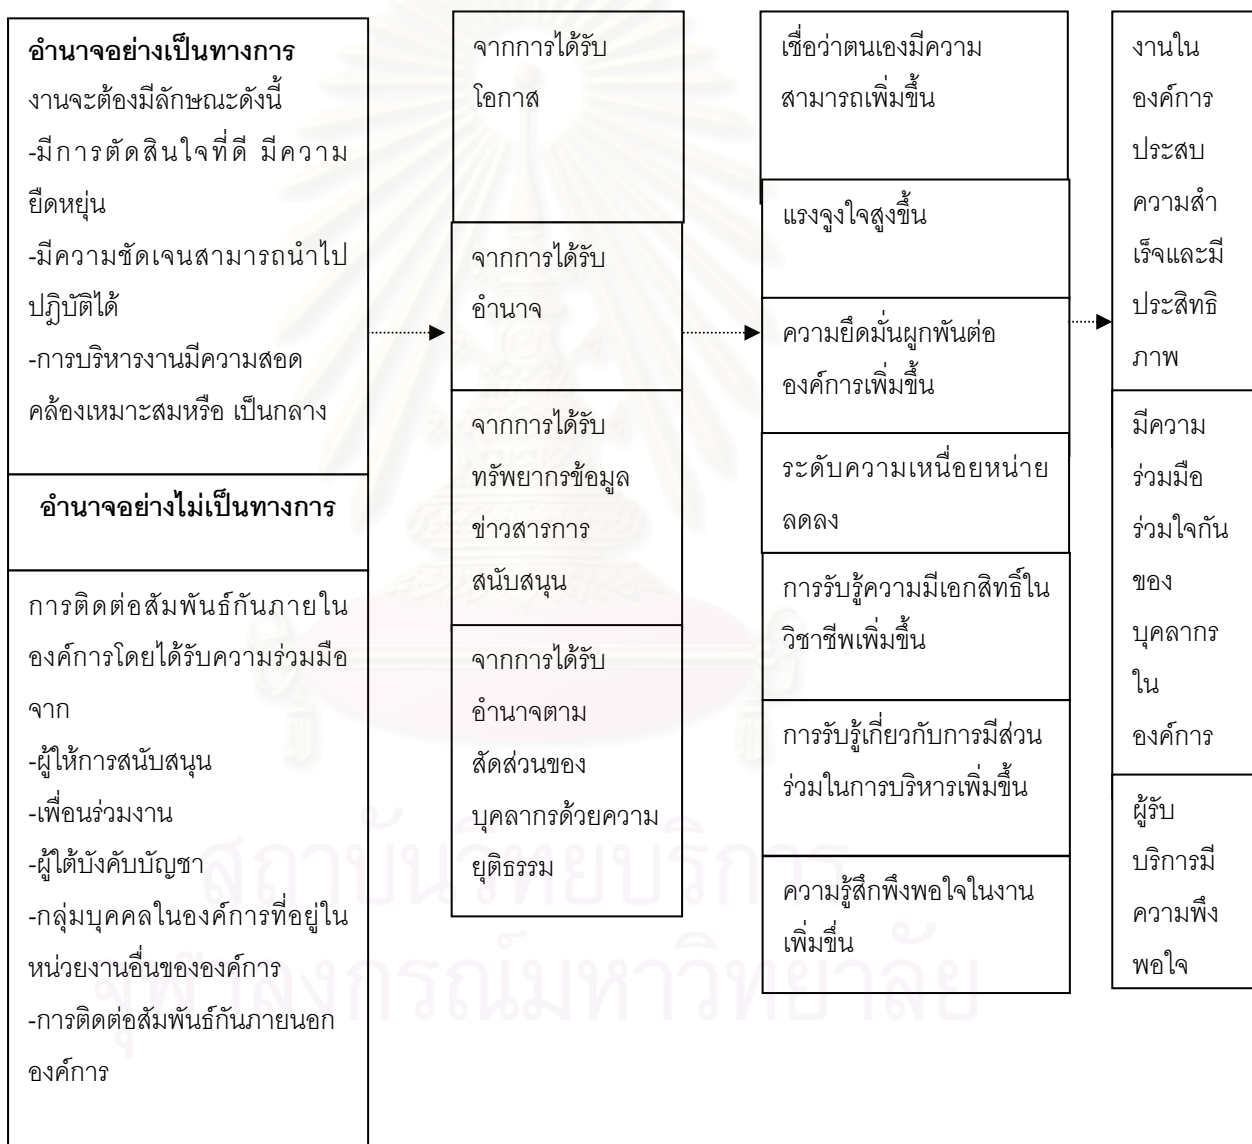 อำนาจอย่างเป็นทางการ
งานจะต้องมีลักษณะดังนี้
-มีการตัดสินใจที่ดี มีความ
ยืดหยุ่น
-มีความชัดเจนสามารถนำไป
ปฏิบัติได้
-การบริหารงานมีความสอด
คล้องเหมาะสมหรือ เป็นกลาง
อำนาจอย่างไม่เป็นทางการ
การติดต่อสัมพันธ์กันภายใน
องค์การโดยได้รับความร่วมมือ
จาก
-ผู้ให้การสนับสนุน
-เพื่อนร่วมงาน
-ผู้ใต้บังคับบัญชา
-กลุ่มบุคคลในองค์การที่อยู่ใน
หน่วยงานอื่นขององค์การ
-การติดต่อสัมพันธ์กันภายนอก
องค์การ
จากการได้รับ
โอกาส
จากการได้รับ
อำนาจ
จากการได้รับ
ทรัพยากรข้อมูล
ข่าวสารการ
สนับสนุน
จากการได้รับ
อำนาจตาม
สัดส่วนของ
บุคลากรด้วยความ
ยุติธรรม
เชื่อว่าตนเองมีความ
สามารถเพิ่มขึ้น
แรงจูงใจสูงขึ้น
ความยึดมั่นผูกพันต่อ
องค์การเพิ่มขึ้น
ระดับความเหนื่อยหน่าย
ลดลง
การรับรู้ความมีเอกสิทธิ์ใน
วิชาชีพเพิ่มขึ้น
การรับรู้เกี่ยวกับการมีส่วน
ร่วมในการบริหารเพิ่มขึ้น
ความรู้สึกพึงพอใจในงาน
เพิ่มขึ่น
งานใน
องค์การ
ประสบ
ความสำ
เร็จและมี
ประสิทธิ
ภาพ
มีความ
ร่วมมือ
ร่วมใจกัน
ของ
บุคลากร
ใน
องค์การ
ผู้รับ
บริการมี
ความพึง
พอใจ
สถาบันวิทยบริการ
จุฬาลงกรณ์มหาวิทยาลัย